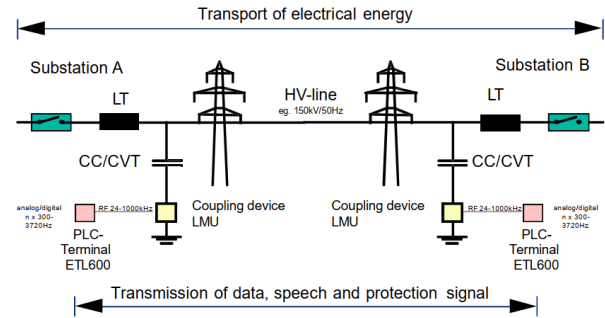 Transport of electrical energy
Substation A
Substation B
LT
HV-line
LT
eg. 150kV/50Hz
CC/CVT
CC/CVT
analog/digital
n x 300-
3720Hz
RF 24-1000kHz
Coupling device
LMU
Coupling device
LMU
RF 24-1000kHz
analog/digital
n x 300-
3720Hz
PLC-
Terminal
ETL600
PLC-
Terminal
ETL600
Transmission of data, speech and protection signal